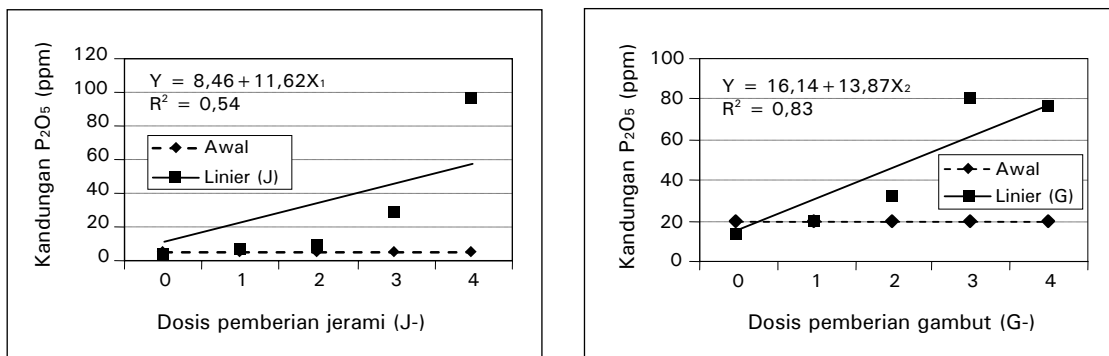 Kandungan P₂O₅ (ppm)
120
100
80
60
40
20
0
Y = 8,46+11,62X₁
R² = 0,54
Awal
Linier (J)
0 1 2 3 4
Dosis pemberian jerami (J-)
Kandungan P₂O₅ (ppm)
100
80
60
40
20
0
Y = 16,14+13,87X₂
R² = 0,83
Awal
Linier (G)
0 1 2 3 4
Dosis pemberian gambut (G-)